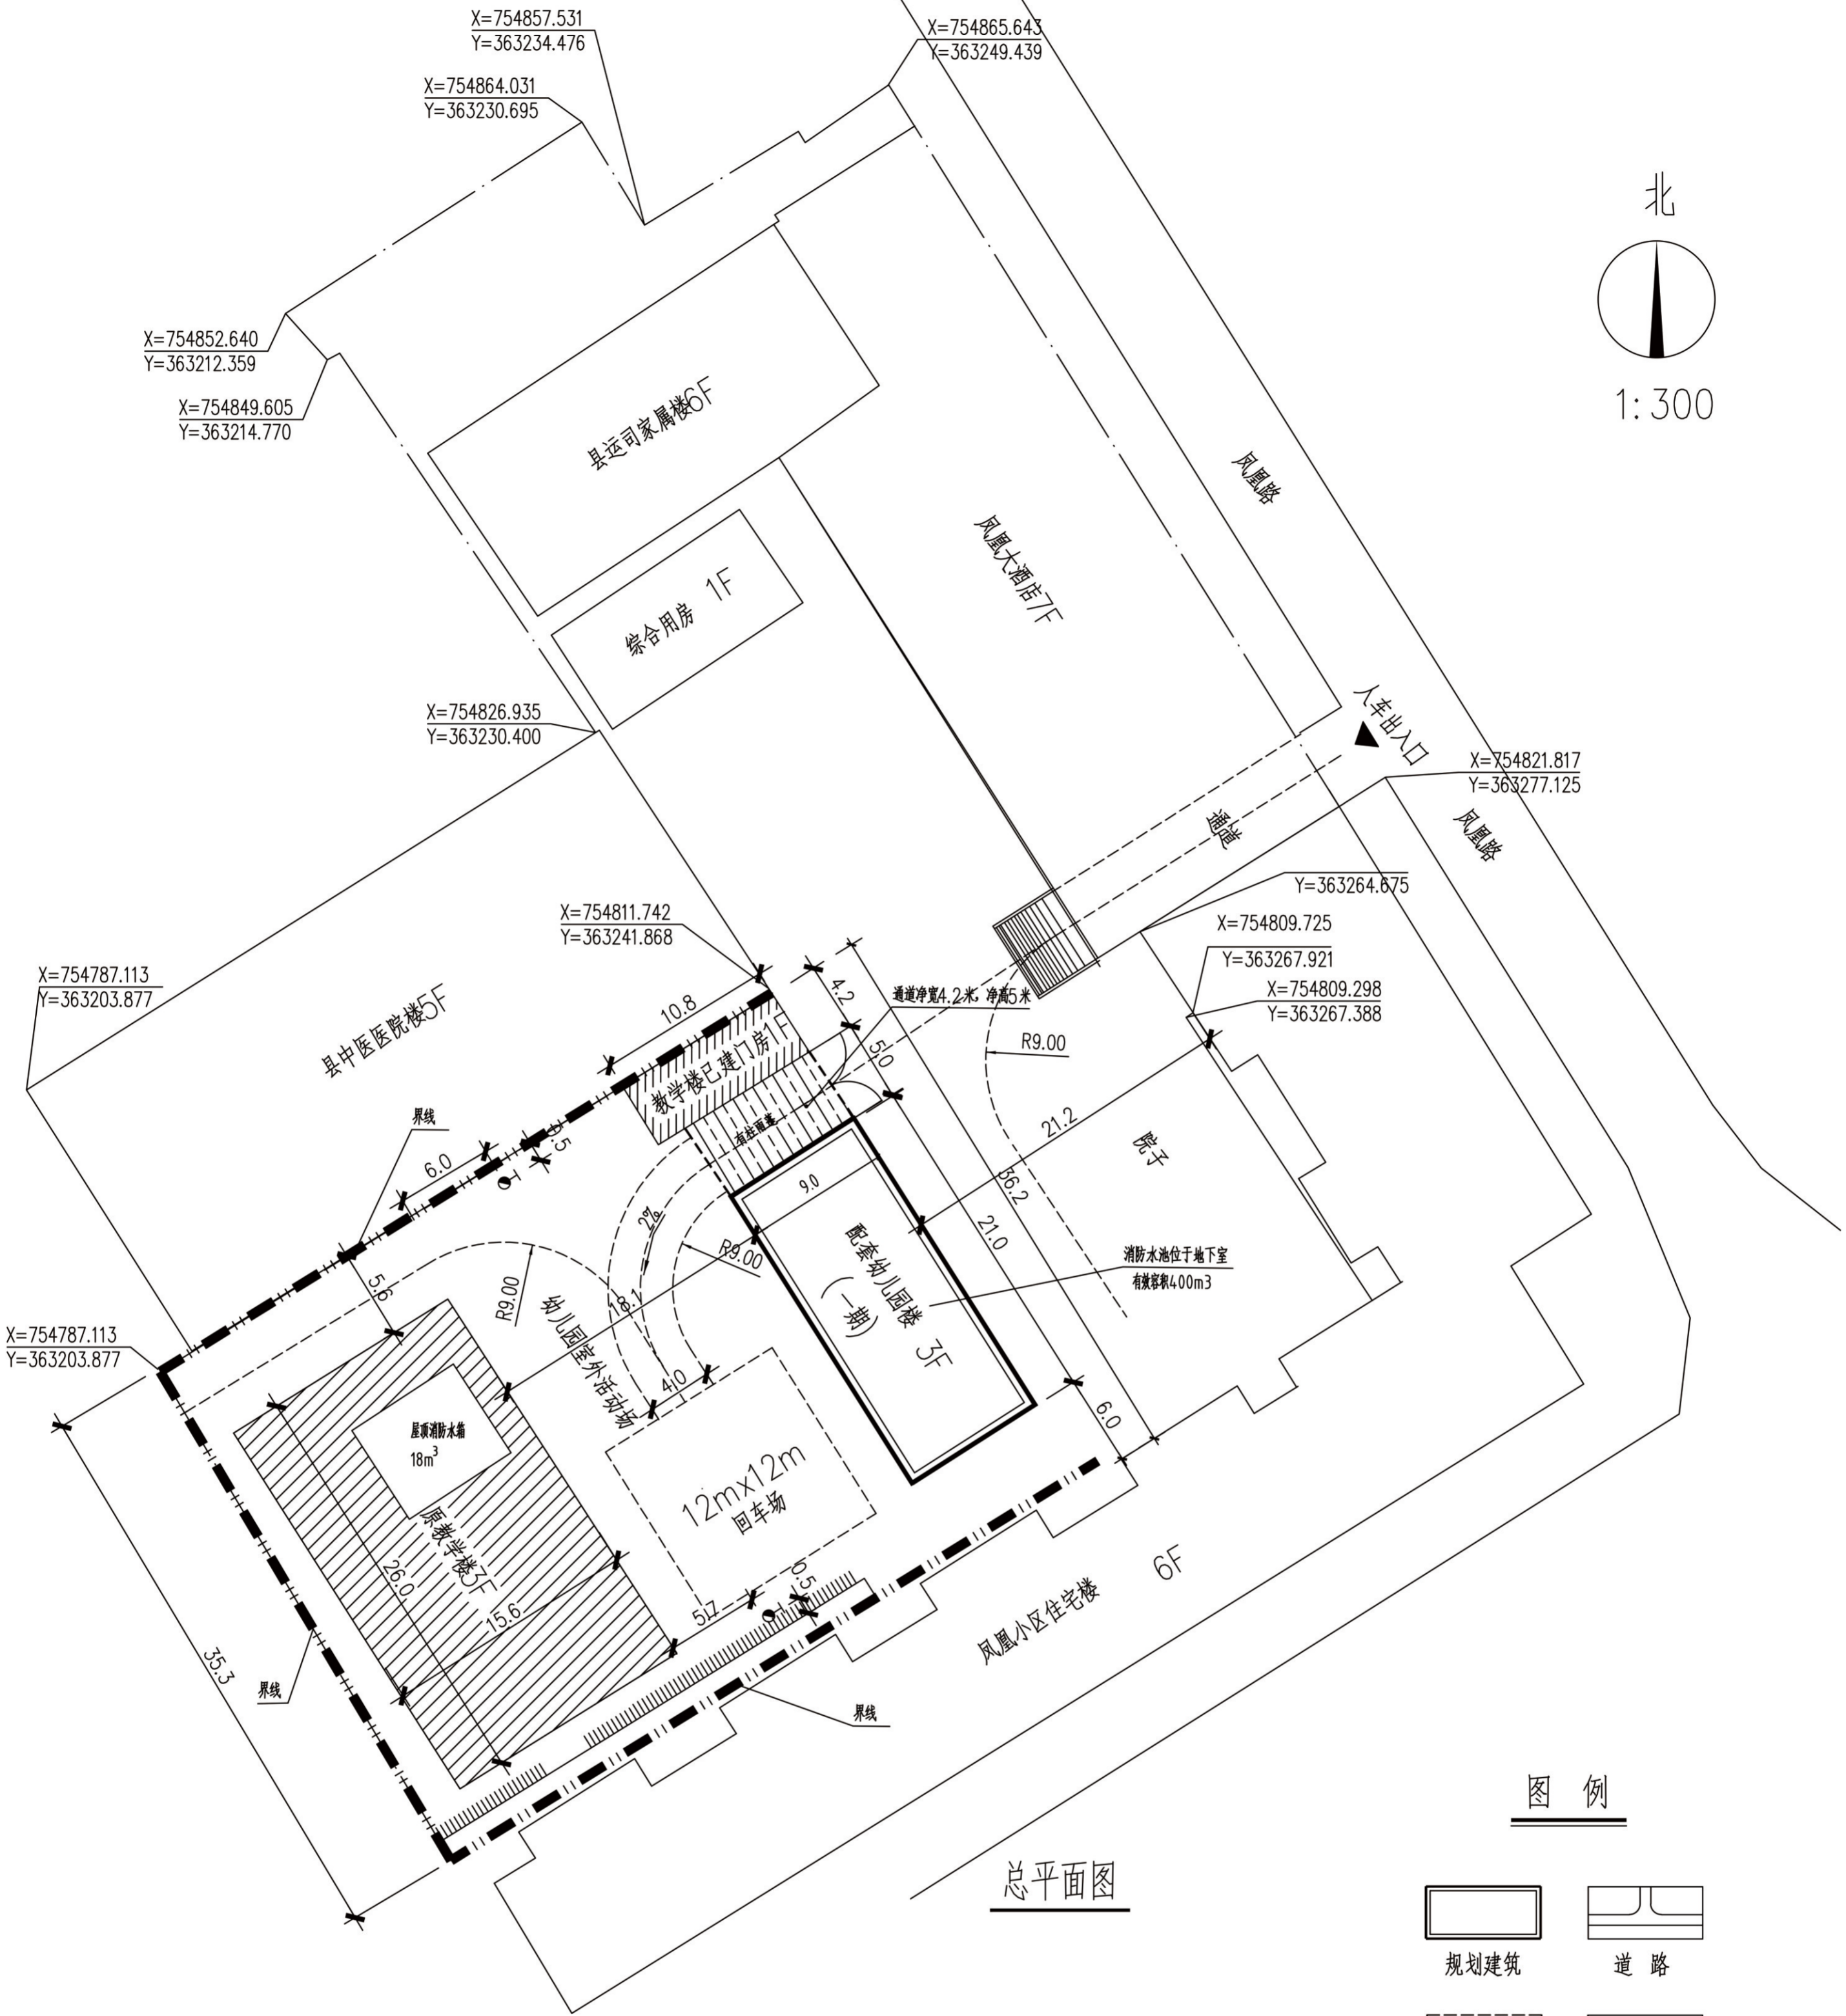 X=754857.531
Y=363234.476
X=754865.643
Y=363249.439
X=754864.031
Y=363230.695
北
1:300
X=754852.640
Y=363212.359
X=754849.605
Y=363214.770
县运司家属楼6F
凤凰路
凤凰大酒店7F
综合用房 1F
X=754826.935
Y=363230.400
人车出入口
X=754821.817
Y=363277.125
凤凰路
通道
Y=363264.675
X=754809.725
Y=363267.921
X=754809.298
Y=363267.388
X=754811.742
Y=363241.868
X=754787.113
Y=363203.877
县中医医院楼5F
10.8
4.2
通道净宽4.2米，净高5米
5.0
R9.00
教学楼已建门房1F
有柱雨蓬
界线
6.0
0.5
21.2
院子
36.2
9.0
2%
R9.00
21.0
配套幼儿园楼 3F
(一期)
消防水池位于地下室
有效容积400m3
5.6
R9.00
18.1
幼儿园室外活动场
4.0
6.0
X=754787.113
Y=363203.877
屋顶消防水箱
18m³
12mx12m
回车场
原教学楼3F
26.0
15.6
5.7
0.5
凤凰小区住宅楼 6F
35.3
界线
界线
图 例
总平面图
规划建筑
道 路